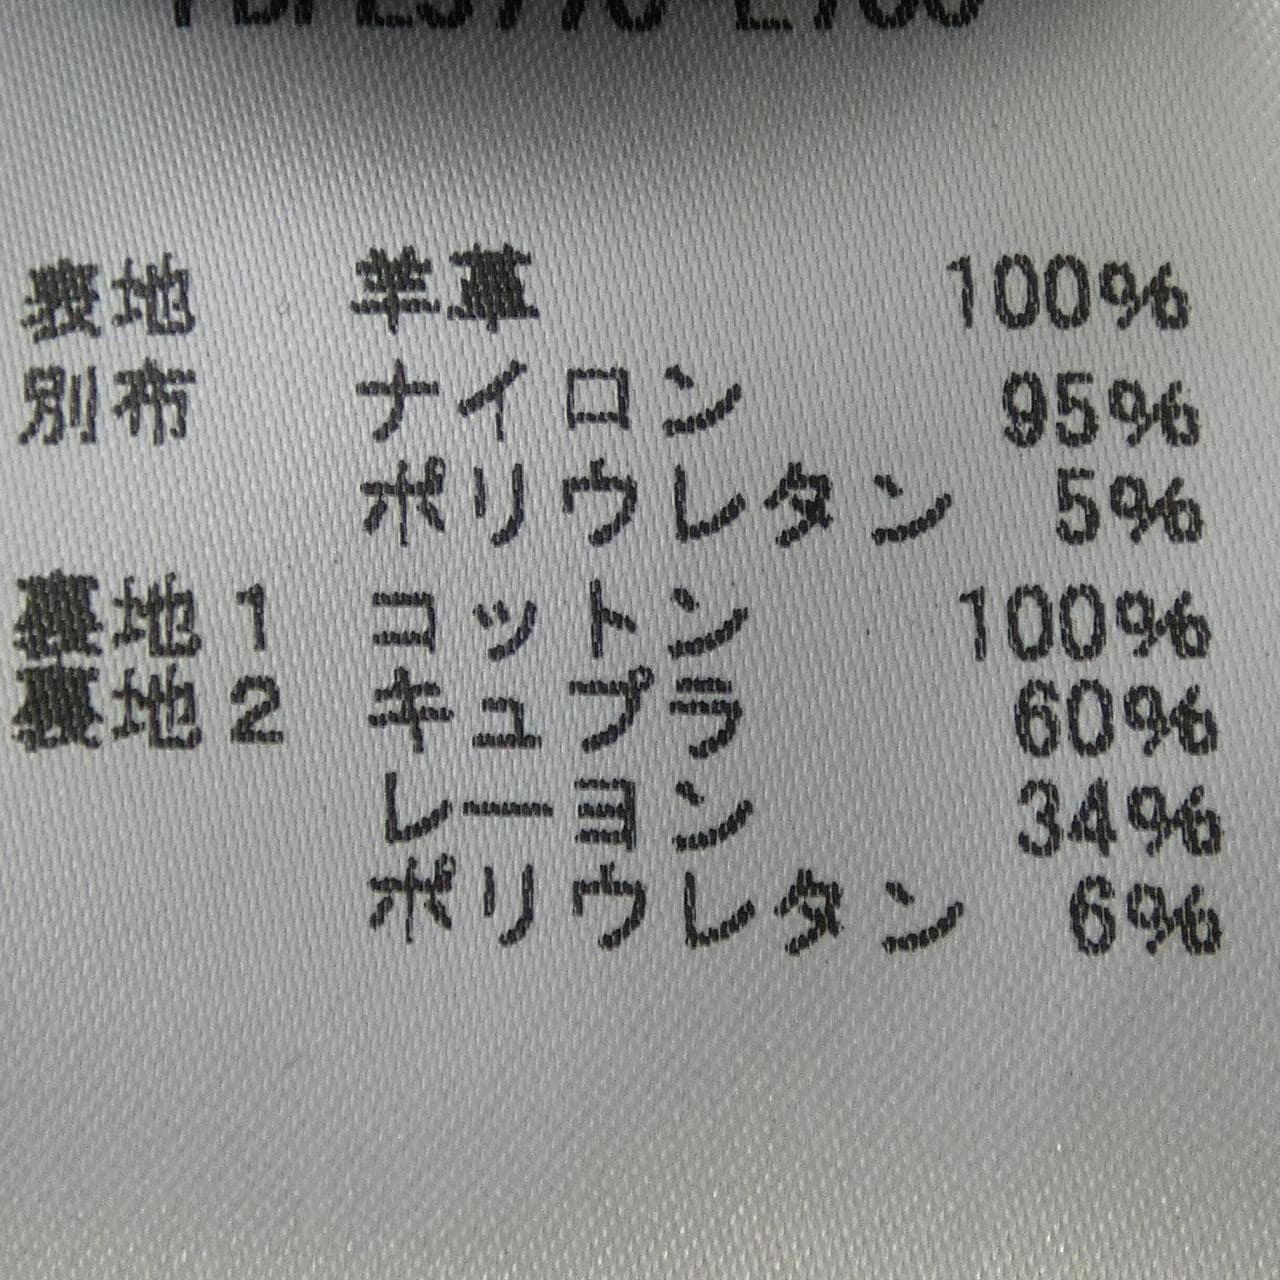 表地 羊革 100%
別布 ナイロン 95%
ポリウレタン 5%
裏地1 コットン 100%
裏地2 キュプラ 60%
レーヨン 34%
ポリウレタン 6%